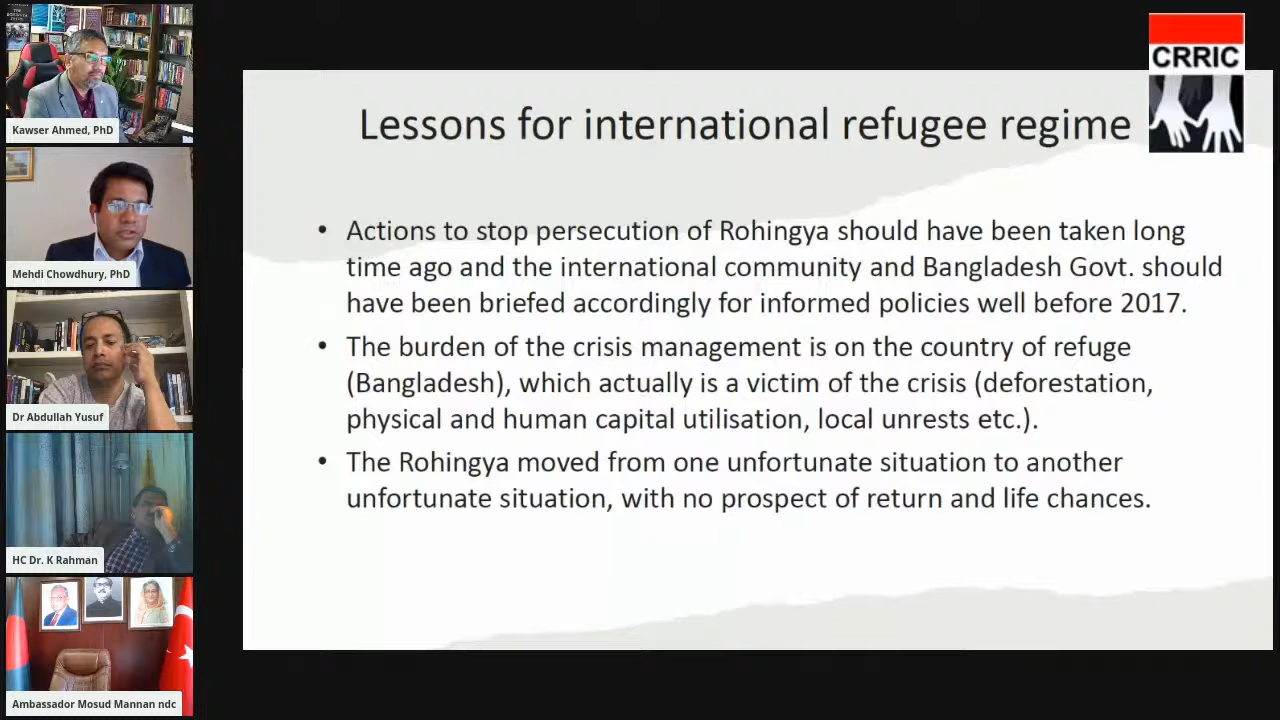 Kawser Ahmed, PhD
Mehdi Chowdhury, PhD
Dr Abdullah Yusuf
HC Dr. K Rahman
Ambassador Mosud Mannan ndc
CRRIC
Lessons for international refugee regime
• Actions to stop persecution of Rohingya should have been taken long
time ago and the international community and Bangladesh Govt. should
have been briefed accordingly for informed policies well before 2017.
• The burden of the crisis management is on the country of refuge
(Bangladesh), which actually is a victim of the crisis (deforestation,
physical and human capital utilisation, local unrests etc.).
• The Rohingya moved from one unfortunate situation to another
unfortunate situation, with no prospect of return and life chances.